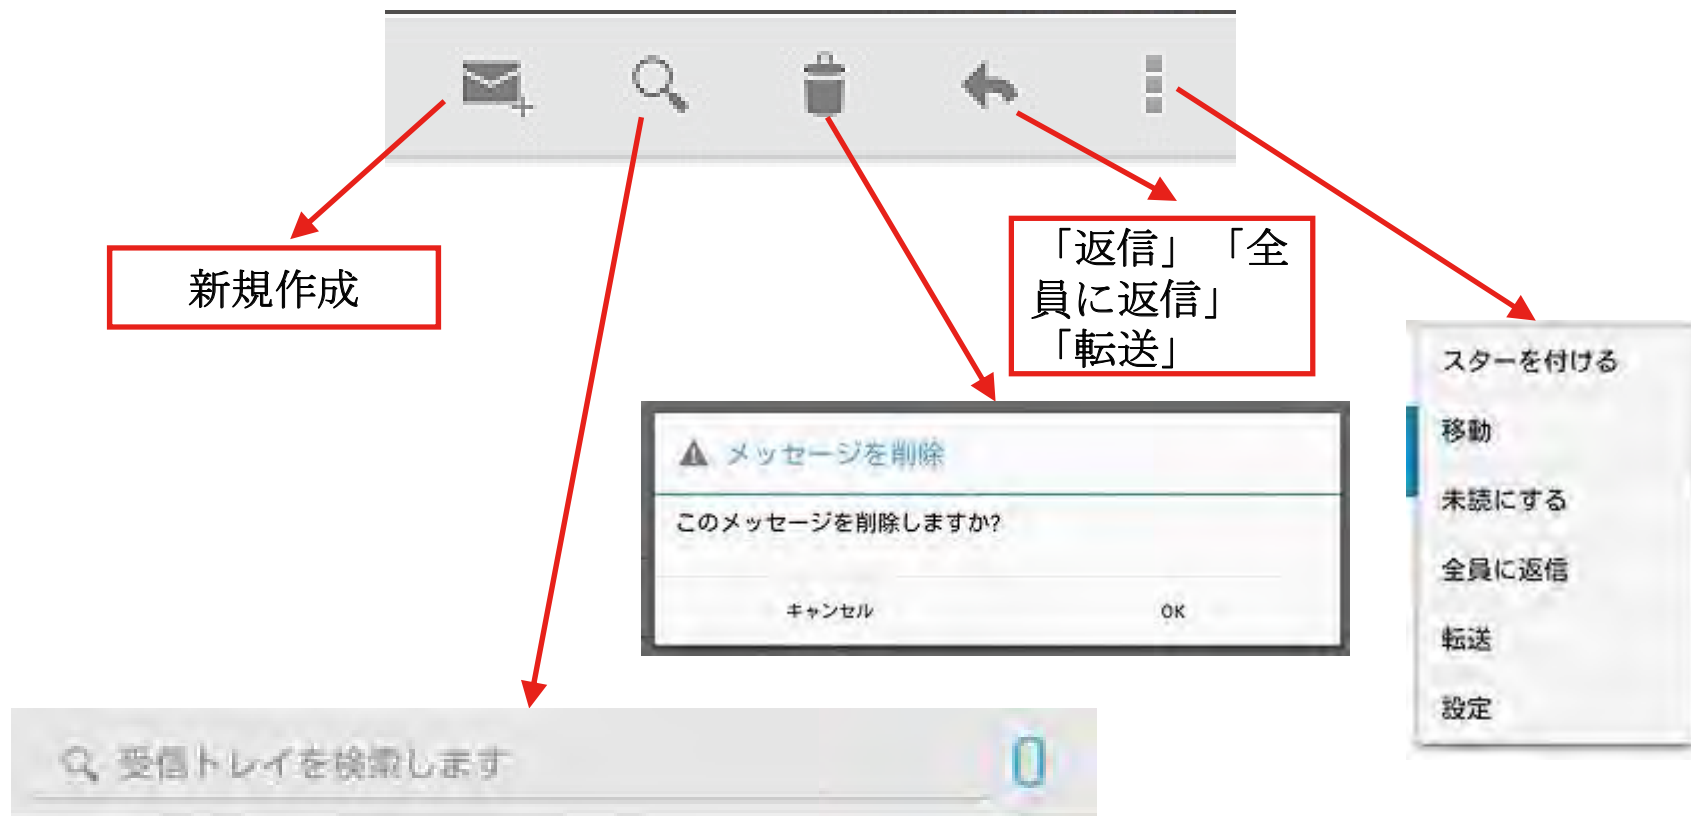 新規作成
「返信」「全
員に返信」
「転送」
スターを付ける
移動
未読にする
全員に返信
転送
設定
メッセージを削除
このメッセージを削除しますか?
キャンセル
OK
受信トレイを検索します
0